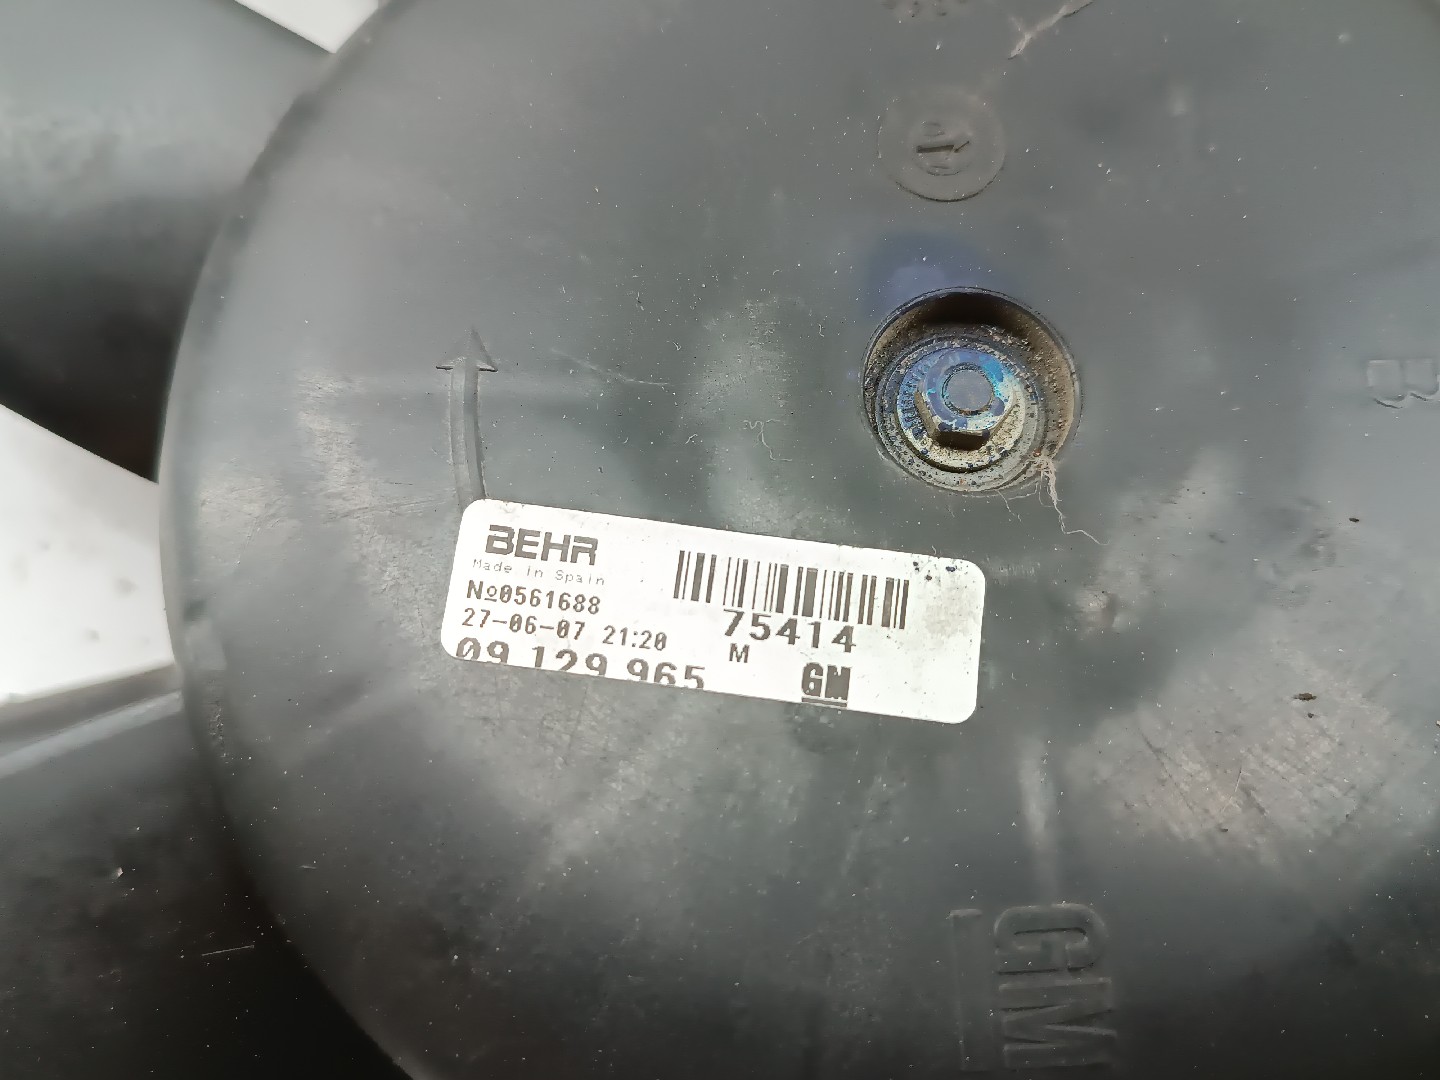 BEHR
Made in Spain
№0561688
27-06-07 21:20
75414
M
09 129 965
GM
B
GM